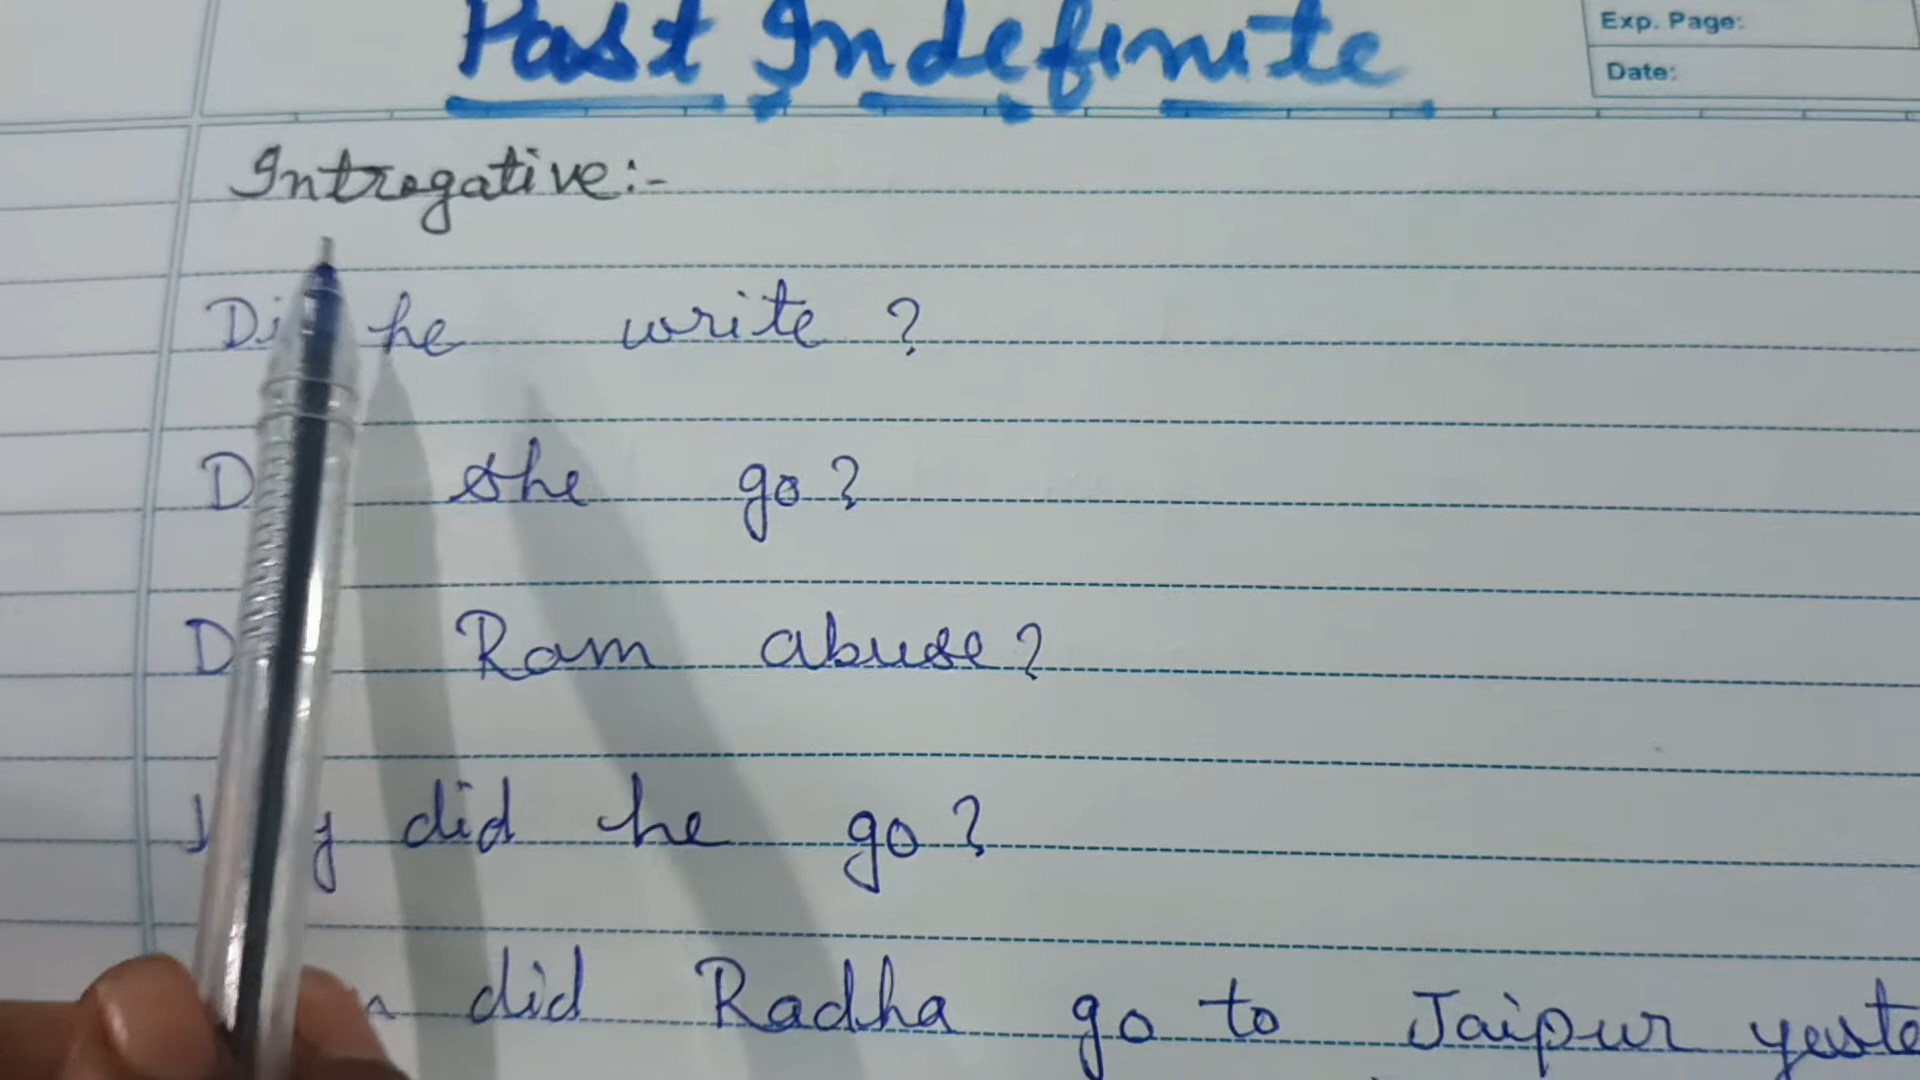 Past Indefinite
Exp. Page:
Date:
Introgative:-
he write ?
she go?
Ram abuse?
did he go?
did Radha go to Jaipur